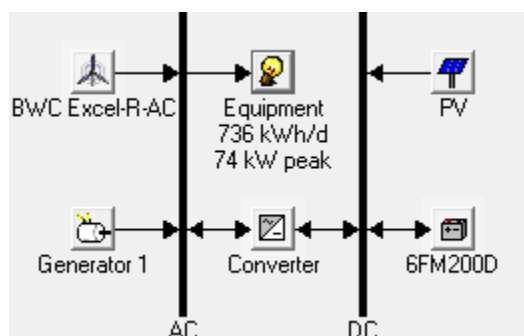 BWC Excel-R-AC
Equipment
736 kWh/d
74 kW peak
PV
Generator 1
Converter
6FM200D
AC
DC